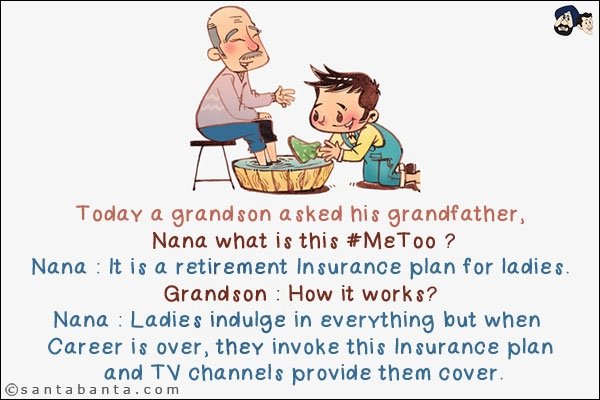 Today a grandson asked his grandfather,
Nana what is this #MeToo ?
Nana : It is a retirement Insurance plan for ladies.
Grandson : How it works?
Nana : Ladies indulge in everything but when
Career is over, they invoke this Insurance plan
and TV channels provide them cover.
©santabanta.com